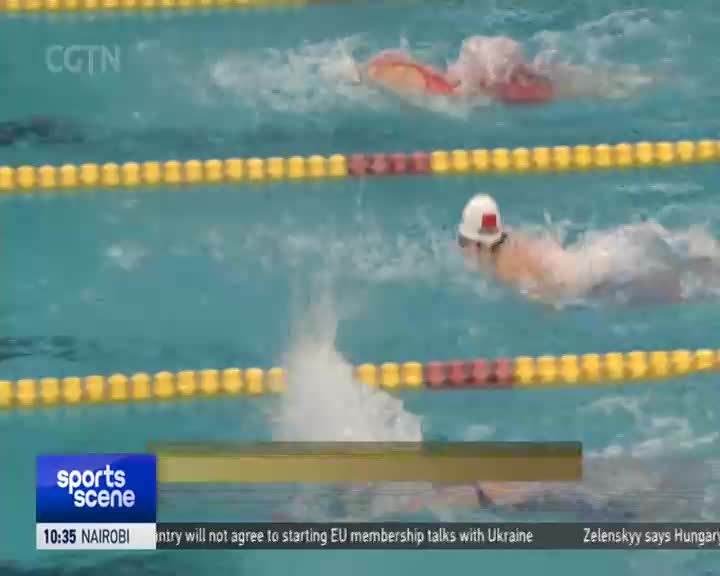 CGTN
sports
scene
10:35 NAIROBI
intry will not agree to starting EU membership talks with Ukraine
Zelenskyy says Hungary